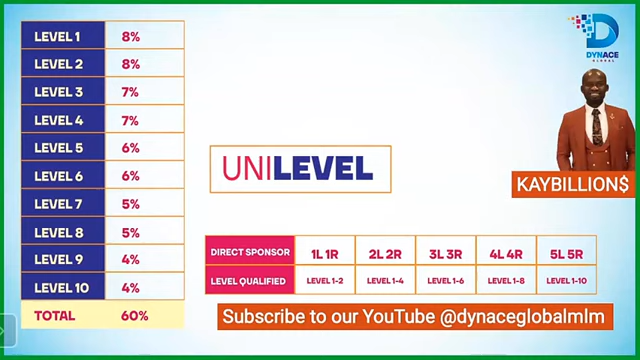 LEVEL 1 8%
LEVEL 2 8%
LEVEL 3 7%
LEVEL 4 7%
LEVEL 5 6%
LEVEL 6 6%
LEVEL 7 5%
LEVEL 8 5%
LEVEL 9 4%
LEVEL 10 4%
TOTAL 60%
UNILEVEL
DYNACE
GLOBAL
KAYBILLION$
DIRECT SPONSOR 1L 1R 2L 2R 3L 3R 4L 4R 5L 5R
LEVEL QUALIFIED LEVEL 1-2 LEVEL 1-4 LEVEL 1-6 LEVEL 1-8 LEVEL 1-10
Subscribe to our YouTube @dynaceglobalmlm